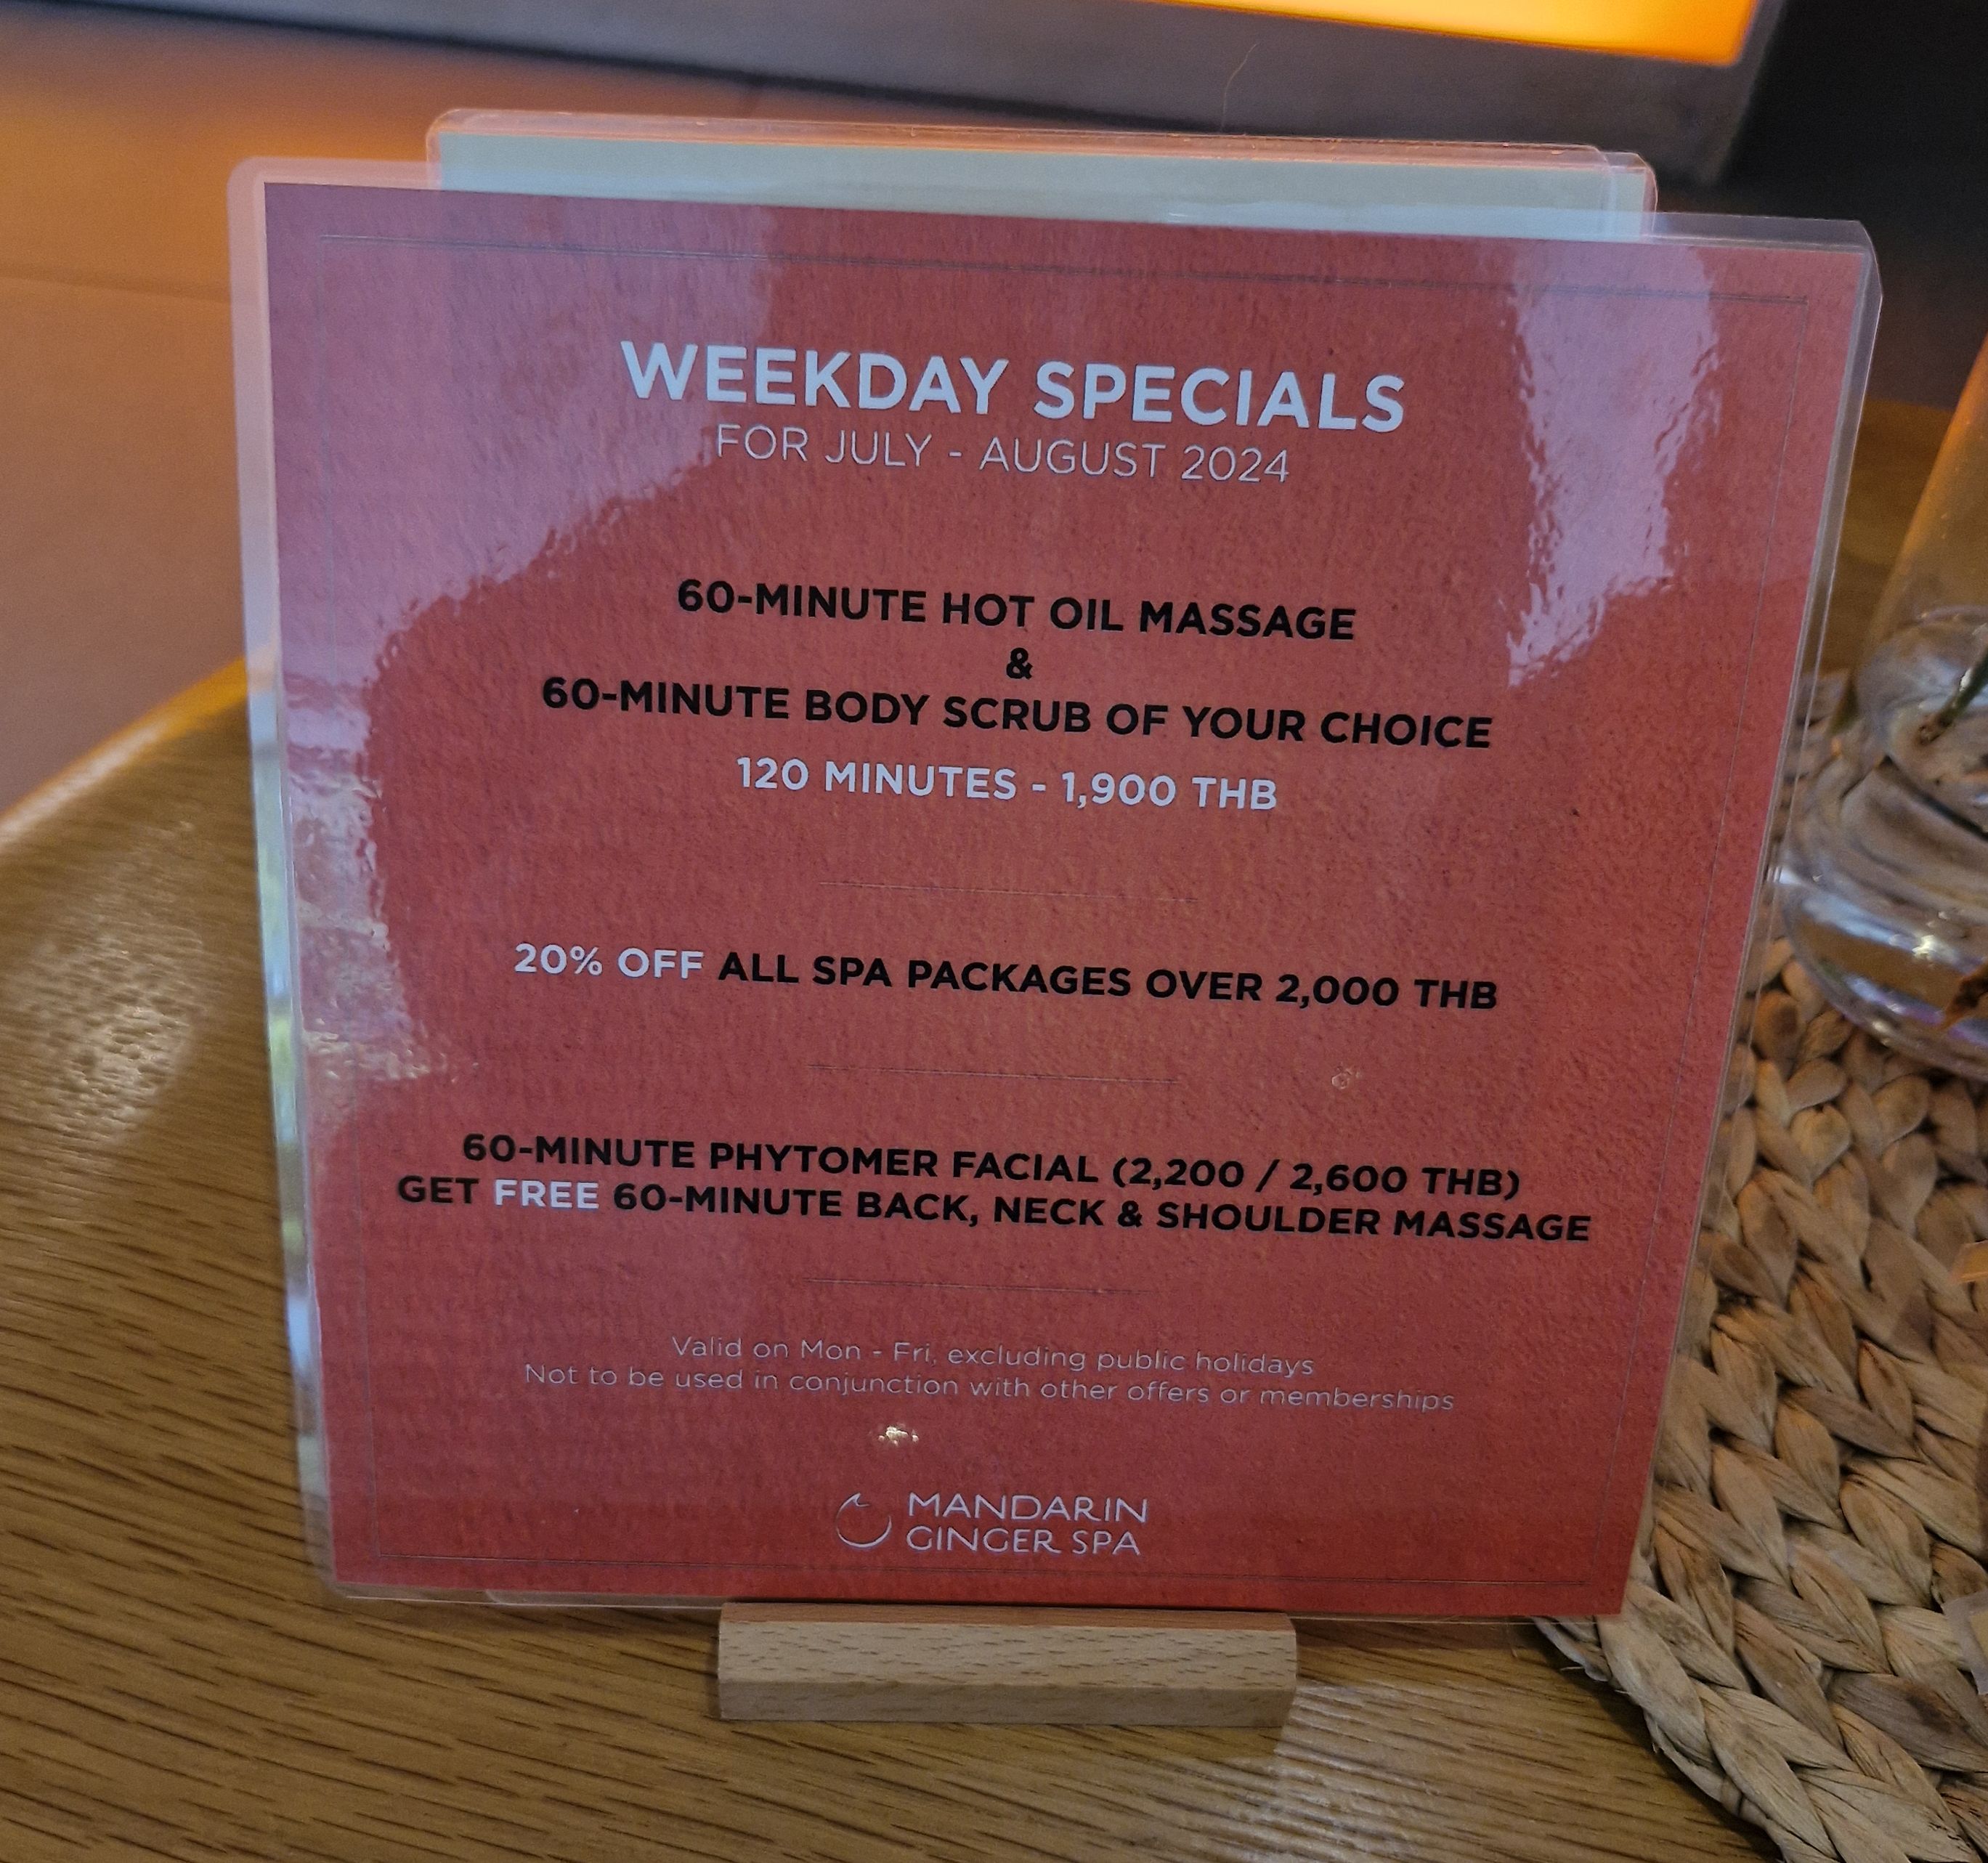 WEEKDAY SPECIALS
FOR JULY - AUGUST 2024
60-MINUTE HOT OIL MASSAGE
&
60-MINUTE BODY SCRUB OF YOUR CHOICE
120 MINUTES - 1,900 THB
20% OFF ALL SPA PACKAGES OVER 2,000 THB
60-MINUTE PHYTOMER FACIAL (2,200 / 2,600 THB)
GET FREE 60-MINUTE BACK, NECK & SHOULDER MASSAGE
Valid on Mon - Fri, excluding public holidays
Not to be used in conjunction with other offers or memberships
MANDARIN
GINGER SPA